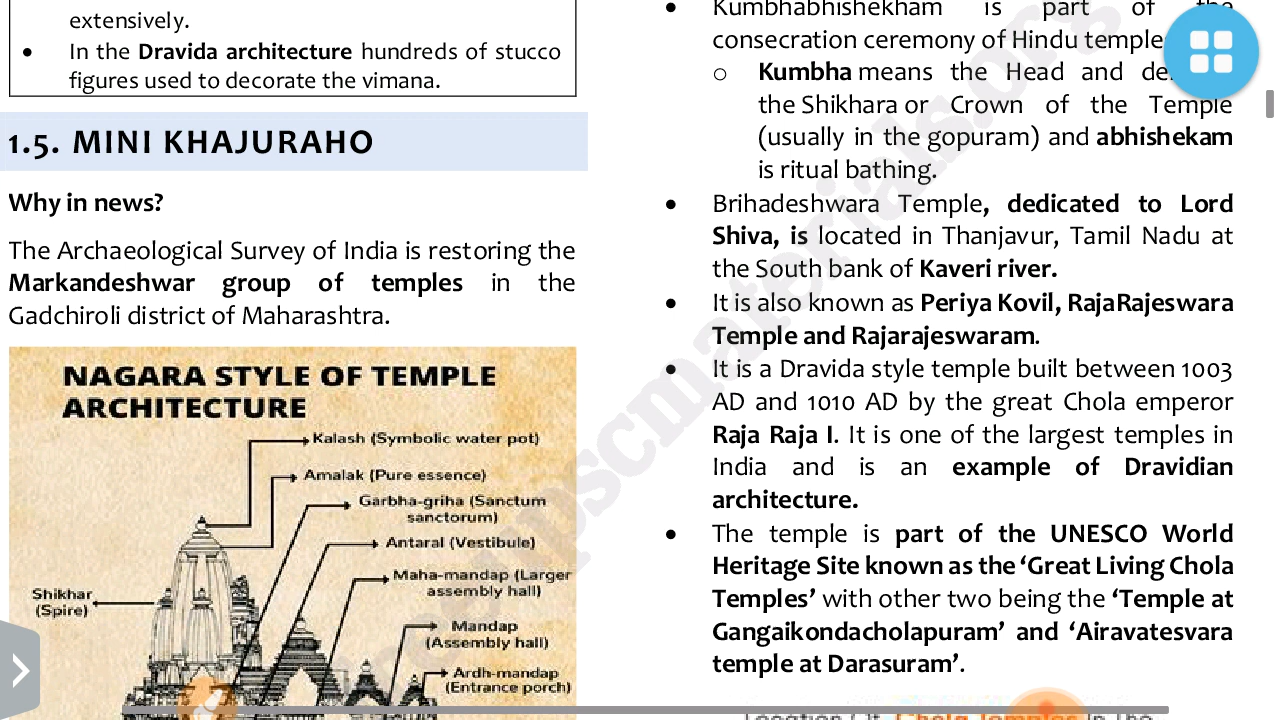 extensively.
• In the Dravida architecture hundreds of stucco
figures used to decorate the vimana.
1.5. MINI KHAJURAHO
Why in news?
The Archaeological Survey of India is restoring the
Markandeshwar group of temples in the
Gadchiroli district of Maharashtra.
NAGARA STYLE OF TEMPLE
ARCHITECTURE
Kalash (Symbolic water pot)
Amalak (Pure essence)
Garbha-griha (Sanctum
sanctorum)
Antaral (Vestibule)
Maha-mandap (Larger
assembly hall)
Shikhar
(Spire)
Mandap
(Assembly hall)
Ardh-mandap
(Entrance porch)
• Kumbhabhishekham is part of the
consecration ceremony of Hindu temple
o Kumbha means the Head and
the Shikhara or Crown of the Temple
(usually in the gopuram) and abhishekam
is ritual bathing.
• Brihadeshwara Temple, dedicated to Lord
Shiva, is located in Thanjavur, Tamil Nadu at
the South bank of Kaveri river.
• It is also known as Periya Kovil, RajaRajeswara
Temple and Rajarajeswaram.
• It is a Dravida style temple built between 1003
AD and 1010 AD by the great Chola emperor
Raja Raja I. It is one of the largest temples in
India and is an example of Dravidian
architecture.
• The temple is part of the UNESCO World
Heritage Site known as the ‘Great Living Chola
Temples’ with other two being the ‘Temple at
Gangaikondacholapuram’ and ‘Airavatesvara
temple at Darasuram’.
Chola Temples in The